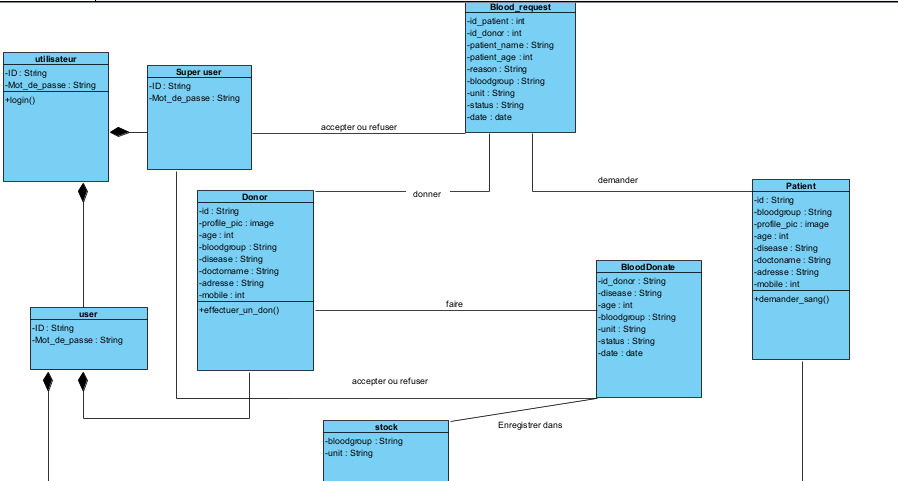 Blood_request
-id_patient : int
-id_donor : int
-patient_name : String
-patient_age : int
-reason : String
-bloodgroup : String
-unit : String
-status : String
-date : date
utilisateur
-ID : String
-Mot_de_passe : String
+login()
Super user
-ID : String
-Mot_de_passe : String
accepter ou refuser
donner
demander
Donor
-id : String
-profile_pic : image
-age : int
-bloodgroup : String
-disease : String
-doctorname : String
-adresse : String
-mobile : int
+effectuer_un_don()
Patient
-id : String
-bloodgroup : String
-profile_pic : image
-age : int
-disease : String
-doctoname : String
-adresse : String
-mobile : int
+demander_sang()
BloodDonate
-id_donor : String
-disease : String
-age : int
-bloodgroup : String
-unit : String
-status : String
-date : date
faire
user
-ID : String
-Mot_de_passe : String
accepter ou refuser
Enregistrer dans
stock
-bloodgroup : String
-unit : String